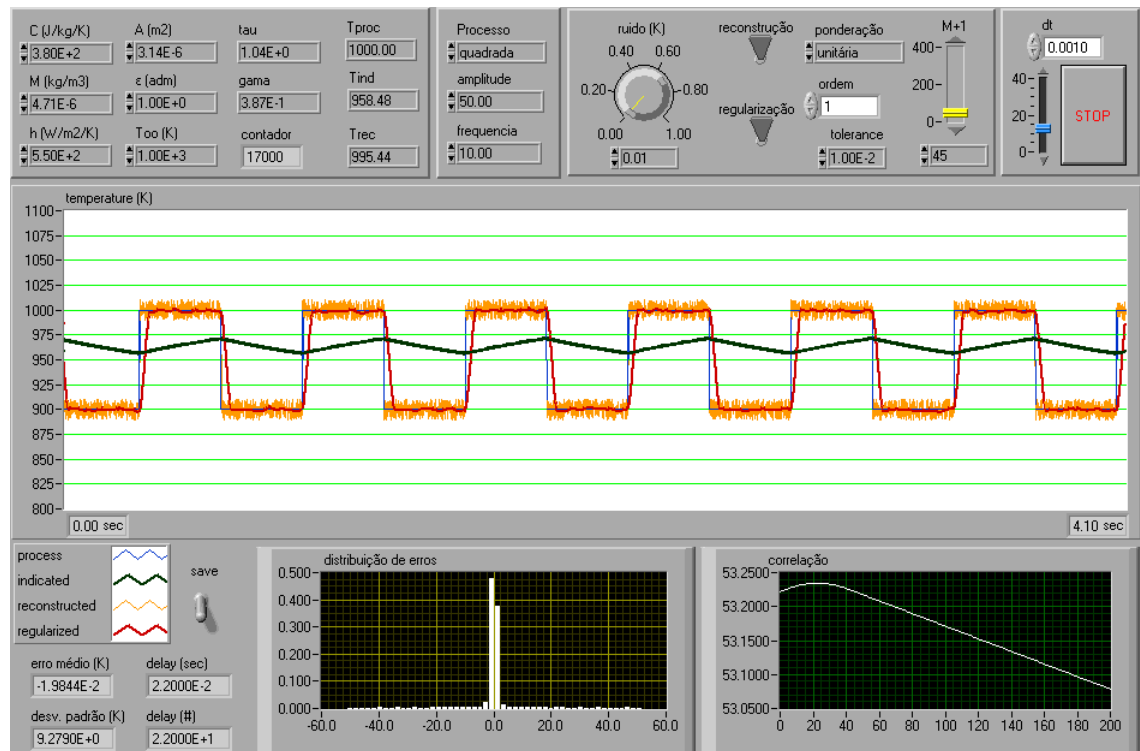 C (J/kg/K)
3.80E+2
A (m2)
3.14E-6
tau
1.04E+0
Tproc
1000.00
M (kg/m3)
4.71E-6
ε (adm)
1.00E+0
gama
3.87E-1
Tind
958.48
h (W/m2/K)
5.50E+2
Too (K)
1.00E+3
contador
17000
Trec
995.44
Processo
quadrada
amplitude
50.00
frequencia
10.00
ruido (K)
0.40 0.60
0.20 0.80
0.00 1.00
0.01
reconstrução
regularização
ponderação
unitária
ordem
1
tolerance
1.00E-2
M+1
400
200
0
45
dt
0.0010
40
20
0
STOP
temperature (K)
1100
1075
1050
1025
1000
975
950
925
900
875
850
825
800
0.00 sec
4.10 sec
process
indicated
reconstructed
regularized
save
erro médio (K)
-1.9844E-2
delay (sec)
2.2000E-2
desv. padrão (K)
9.2790E+0
delay (#)
2.2000E+1
distribuição de erros
0.500
0.400
0.300
0.200
0.100
0.000
-60.0 -40.0 -20.0 0.0 20.0 40.0 60.0
correlação
53.2500
53.2000
53.1500
53.1000
53.0500
0 20 40 60 80 100 120 140 160 180 200